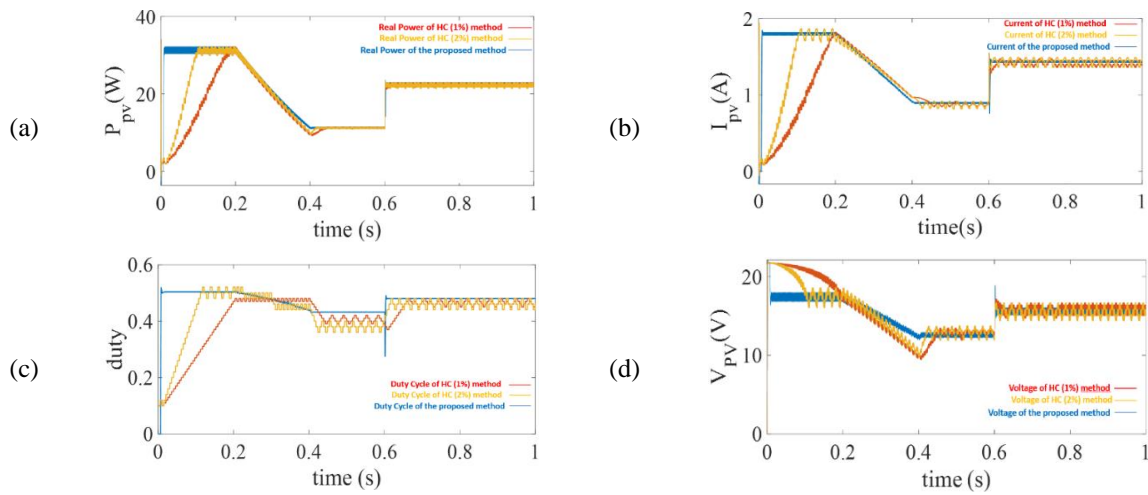 (a)
P_pv(W)
40
20
0
Real Power of HC (1%) method
Real Power of HC (2%) method
Real Power of the proposed method
0 0.2 0.4 0.6 0.8 1
time (s)
(b)
I_pv(A)
2
1
0
Current of HC (1%) method
Current of HC (2%) method
Current of the proposed method
0 0.2 0.4 0.6 0.8 1
time(s)
(c)
duty
0.6
0.4
0.2
0
Duty Cycle of HC (1%) method
Duty Cycle of HC (2%) method
Duty Cycle of the proposed method
0 0.2 0.4 0.6 0.8 1
time (s)
(d)
V_PV(V)
20
10
0
Voltage of HC (1%) method
Voltage of HC (2%) method
Voltage of the proposed method
0 0.2 0.4 0.6 0.8 1
time (s)